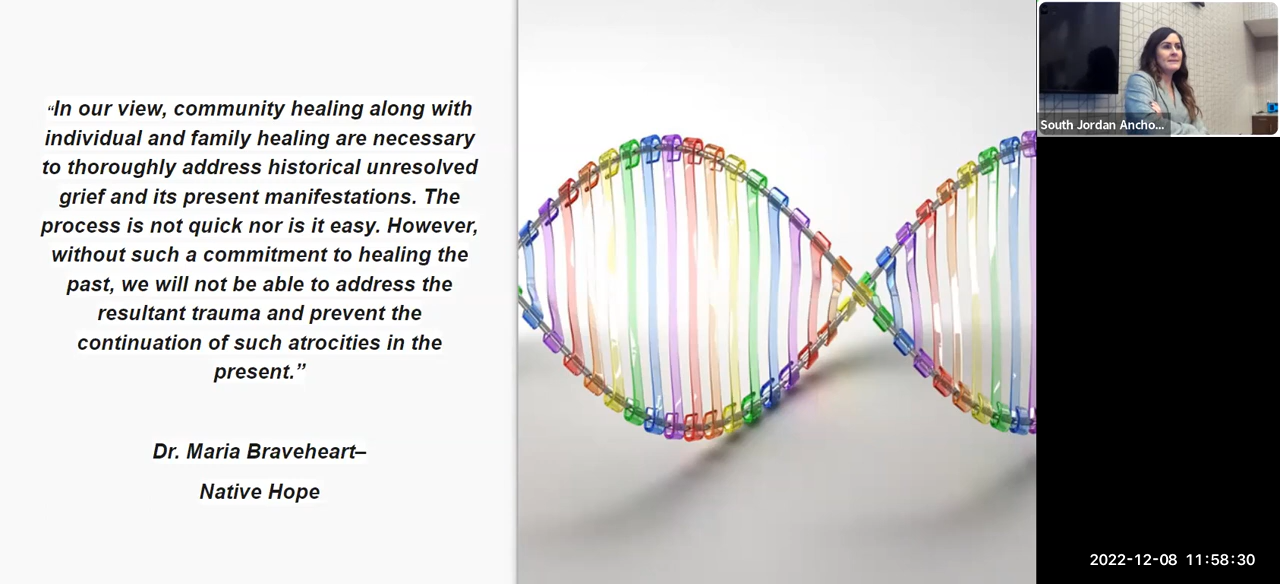 “In our view, community healing along with
individual and family healing are necessary
to thoroughly address historical unresolved
grief and its present manifestations. The
process is not quick nor is it easy. However,
without such a commitment to healing the
past, we will not be able to address the
resultant trauma and prevent the
continuation of such atrocities in the
present.”
Dr. Maria Braveheart–
Native Hope
South Jordan Ancho...
2022-12-08 11:58:30